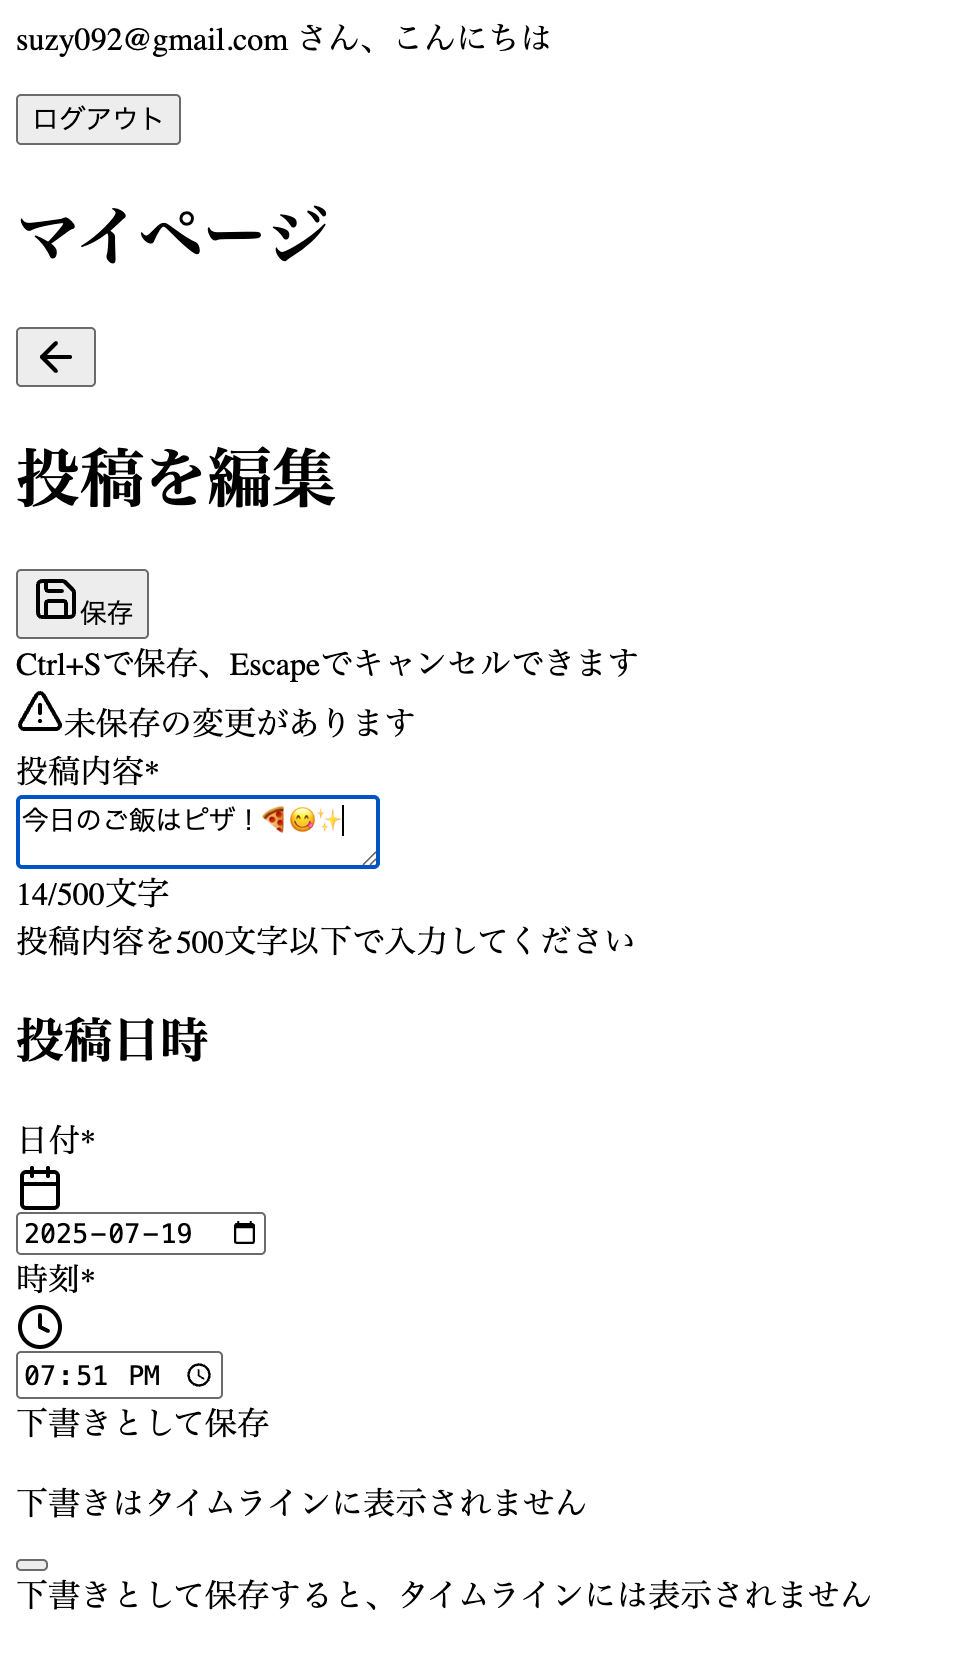 suzy092@gmail.com さん、こんにちは
ログアウト
マイページ
投稿を編集
保存
Ctrl+Sで保存、Escapeでキャンセルできます
未保存の変更があります
投稿内容*
今日のご飯はピザ！🍕😋✨
14/500文字
投稿内容を500文字以下で入力してください
投稿日時
日付*
2025-07-19
時刻*
07:51 PM
下書きとして保存
下書きはタイムラインに表示されません
下書きとして保存すると、タイムラインには表示されません